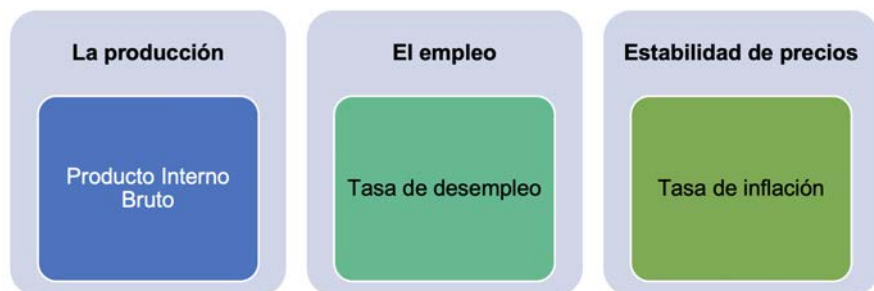 La producción
El empleo
Estabilidad de precios
Producto Interno
Bruto
Tasa de desempleo
Tasa de inflación